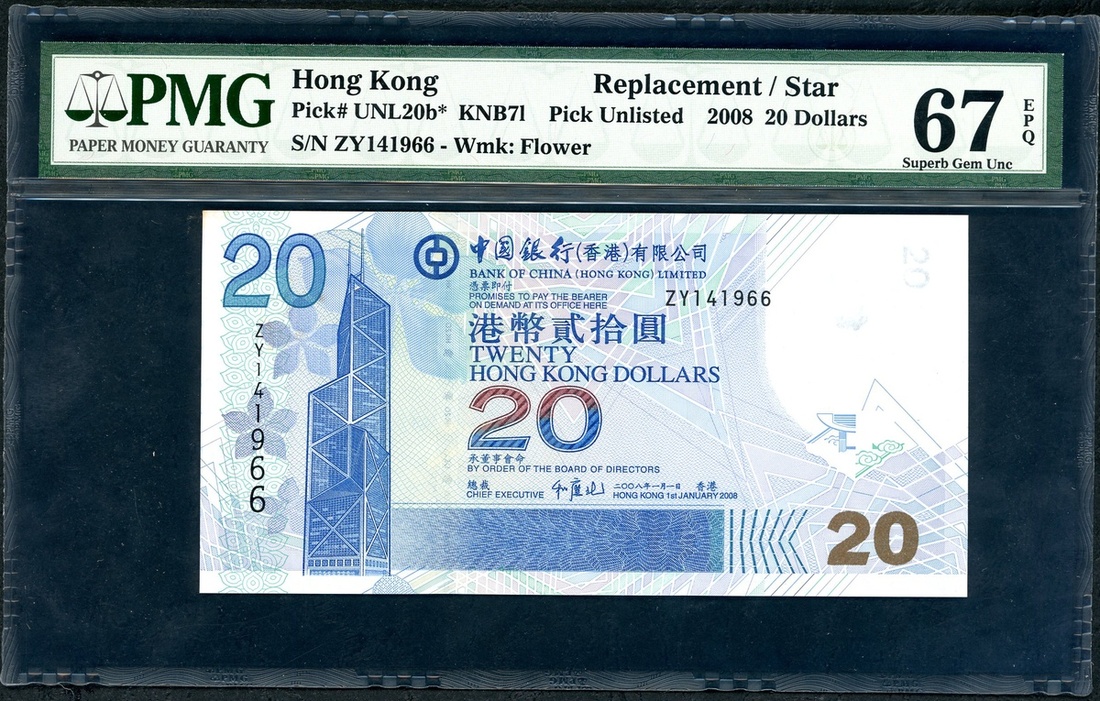 PMG
PAPER MONEY GUARANTY
Hong Kong Replacement / Star
Pick# UNL20b* KNB7l Pick Unlisted 2008 20 Dollars
S/N ZY141966 - Wmk: Flower
67
EPQ
Superb Gem Unc
20
中國銀行(香港)有限公司
BANK OF CHINA (HONG KONG) LIMITED
憑票即付
PROMISES TO PAY THE BEARER
ON DEMAND AT ITS OFFICE HERE
ZY141966
港幣貳拾圓
TWENTY
HONG KONG DOLLARS
20
承董事會命
BY ORDER OF THE BOARD OF DIRECTORS
總裁
CHIEF EXECUTIVE
和廣北
二〇〇八年一月一日 香港
HONG KONG 1st JANUARY 2008
ZY141966
20
20